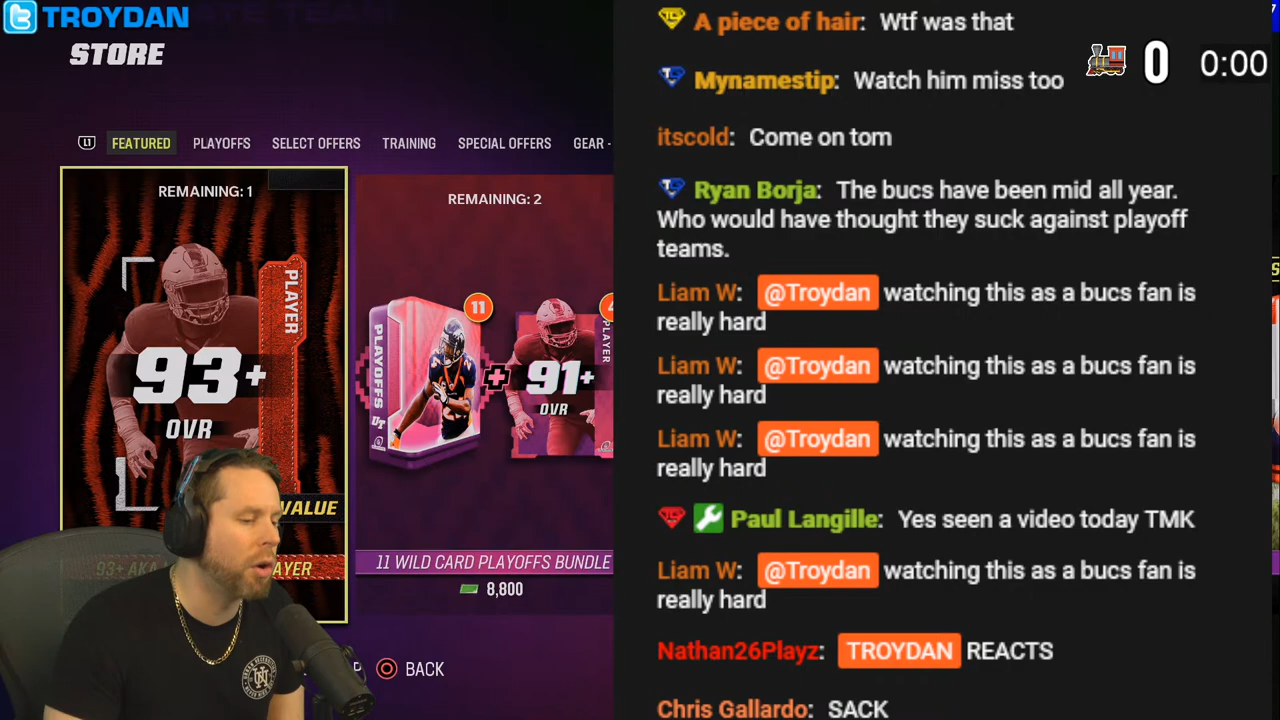 TROYDAN
STORE
L1 FEATURED PLAYOFFS SELECT OFFERS TRAINING SPECIAL OFFERS GEAR -
REMAINING: 1
PLAYER
93+
OVR
VALUE
93+ AKA
AYER
REMAINING: 2
PLAYOFFS
UT
11
PLAYER
91+
OVR
11 WILD CARD PLAYOFFS BUNDLE
8,800
BACK
A piece of hair: Wtf was that
0 0:00
Mynamestip: Watch him miss too
itscold: Come on tom
Ryan Borja: The bucs have been mid all year.
Who would have thought they suck against playoff
teams.
Liam W: @Troydan watching this as a bucs fan is
really hard
Liam W: @Troydan watching this as a bucs fan is
really hard
Liam W: @Troydan watching this as a bucs fan is
really hard
Paul Langille: Yes seen a video today TMK
Liam W: @Troydan watching this as a bucs fan is
really hard
Nathan26Playz: TROYDAN REACTS
Chris Gallardo: SACK